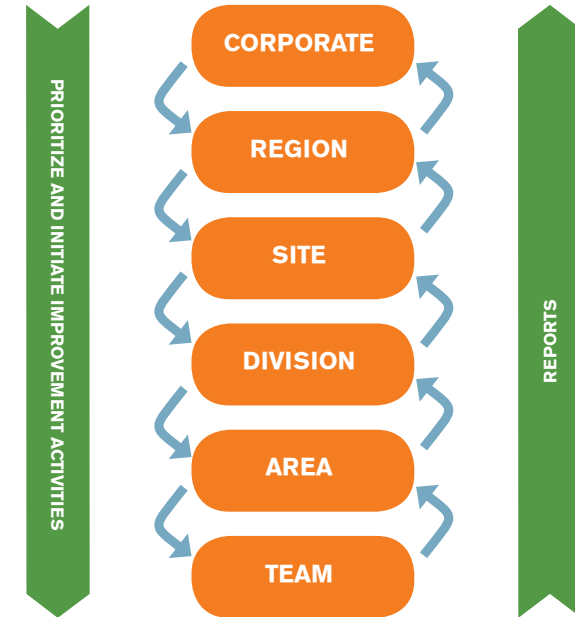 PRIORITIZE AND INITIATE IMPROVEMENT ACTIVITIES
CORPORATE
REGION
SITE
DIVISION
AREA
TEAM
REPORTS